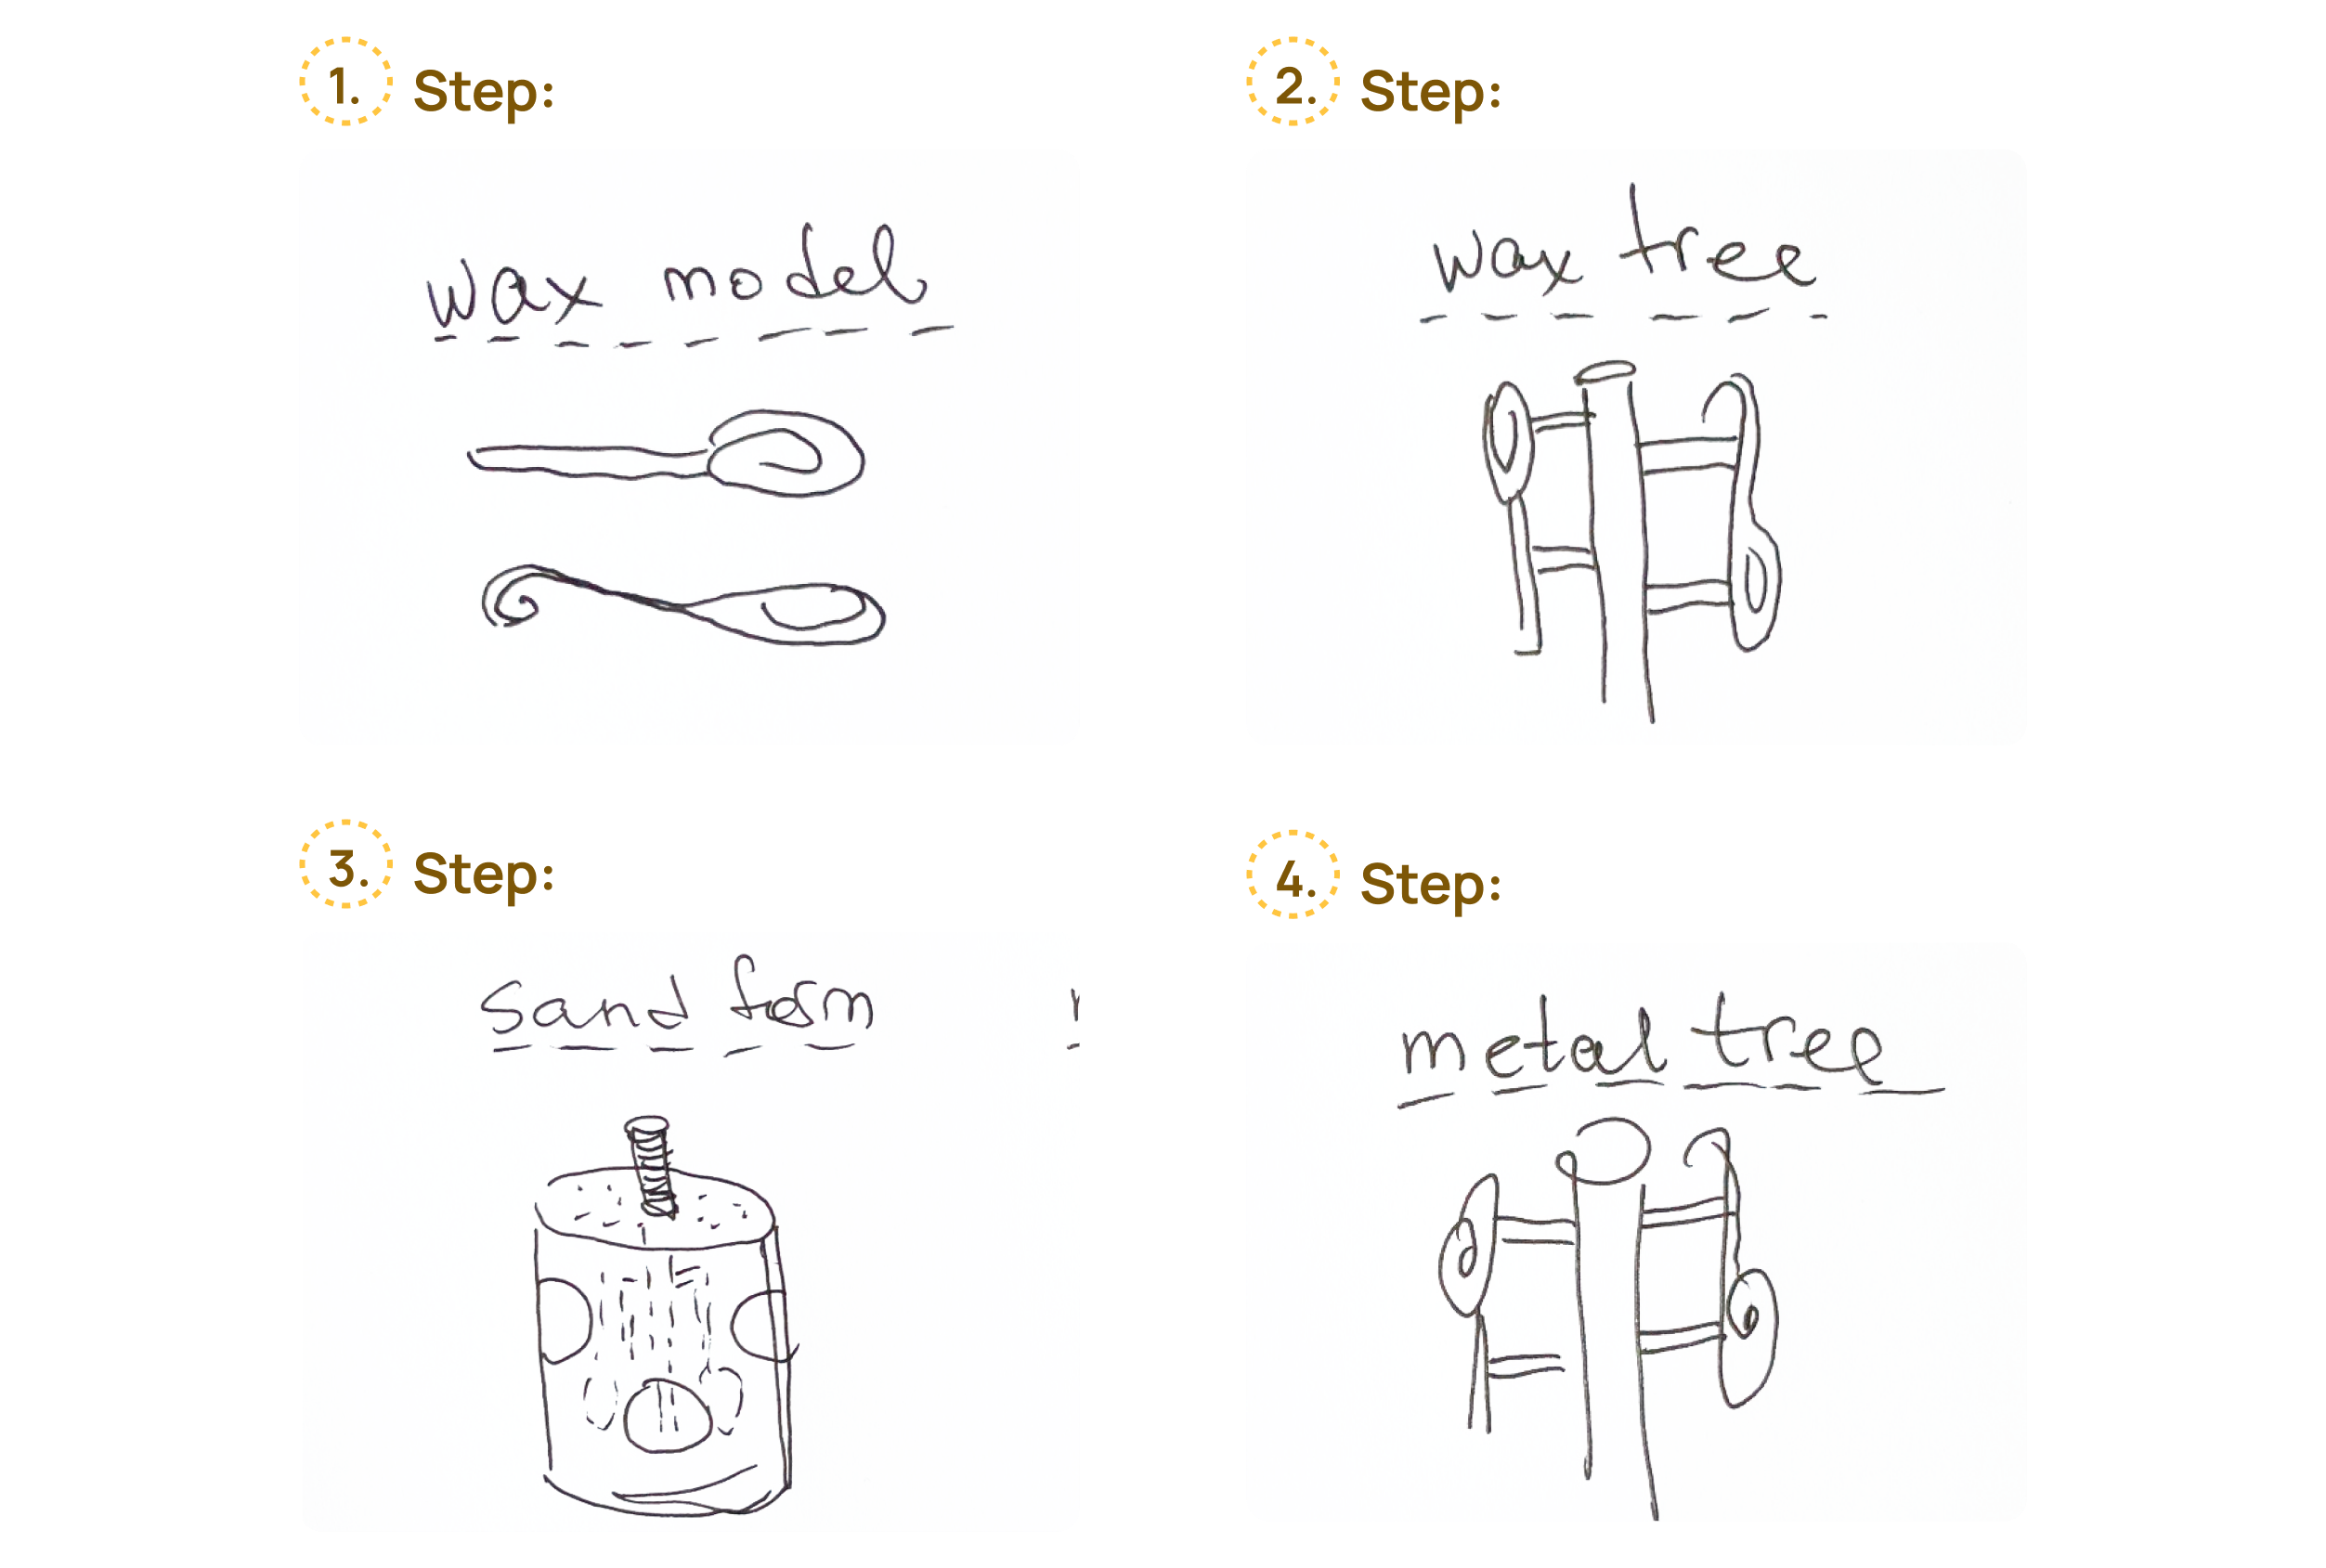 1. Step:
wax model
2. Step:
wax tree
3. Step:
sand form
4. Step:
metal tree